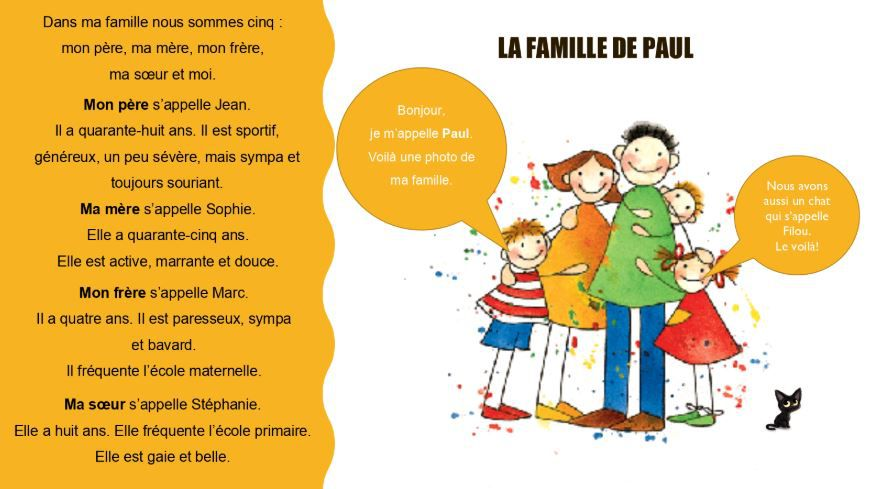 Dans ma famille nous sommes cinq :
mon père, ma mère, mon frère,
ma sœur et moi.
Mon père s’appelle Jean.
Il a quarante-huit ans. Il est sportif,
généreux, un peu sévère, mais sympa et
toujours souriant.
Ma mère s’appelle Sophie.
Elle a quarante-cinq ans.
Elle est active, marrante et douce.
Mon frère s’appelle Marc.
Il a quatre ans. Il est paresseux, sympa
et bavard.
Il fréquente l’école maternelle.
Ma sœur s’appelle Stéphanie.
Elle a huit ans. Elle fréquente l’école primaire.
Elle est gaie et belle.
LA FAMILLE DE PAUL
Bonjour,
je m’appelle Paul.
Voilà une photo de
ma famille.
Nous avons
aussi un chat
qui s’appelle
Filou.
Le voilà!